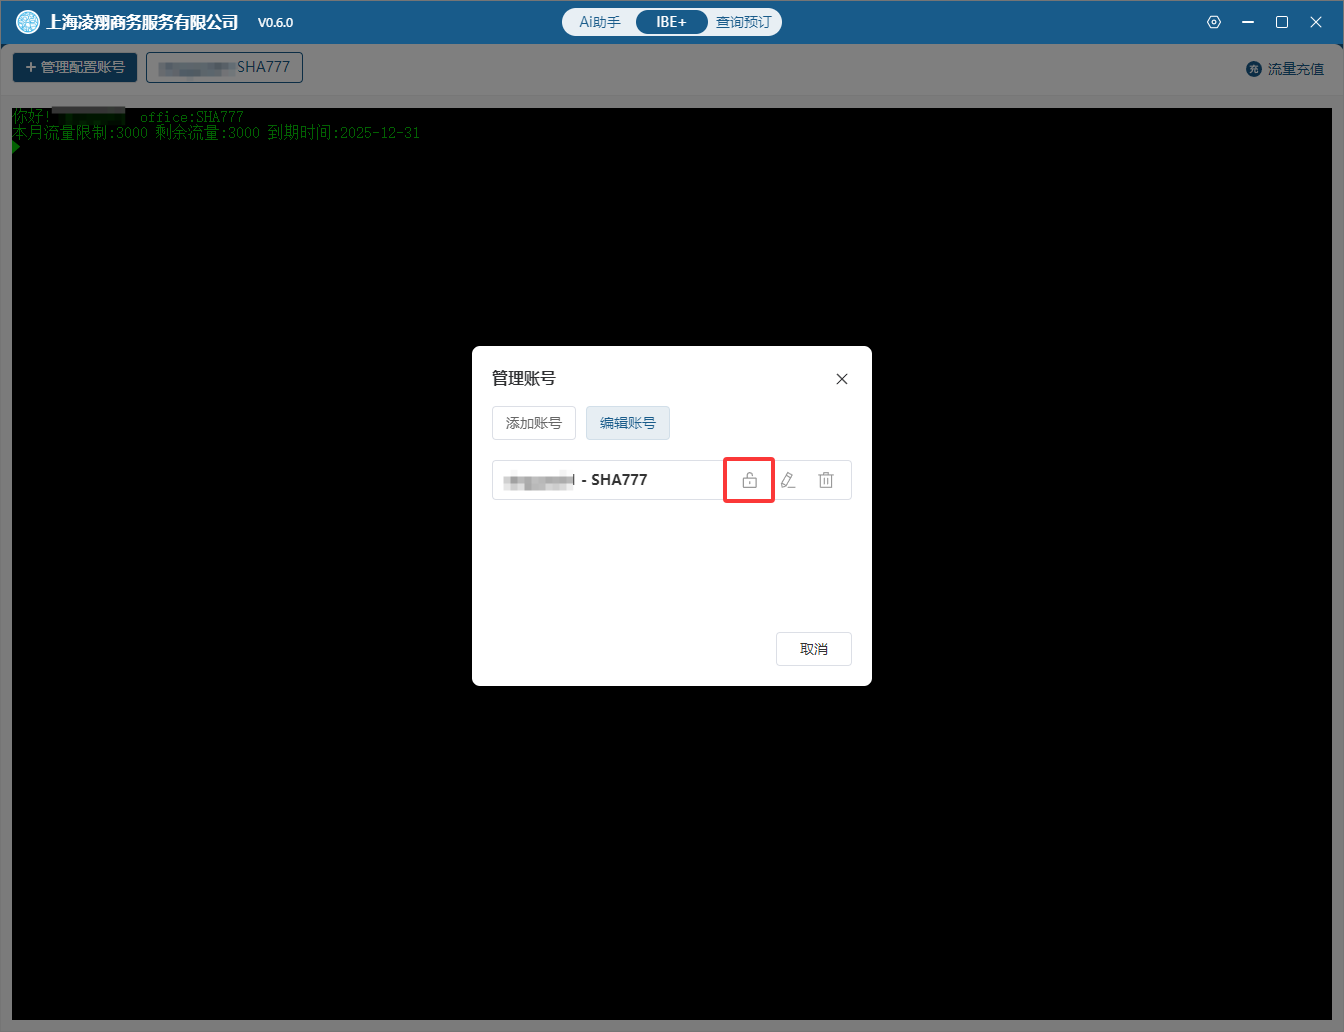 上海凌翔商务服务有限公司 V0.6.0
Ai助手 IBE+ 查询预订
+ 管理配置账号 SHA777 充 流量充值
你好! office:SHA777
本月流量限制:3000 剩余流量:3000 到期时间:2025-12-31
管理账号
添加账号 编辑账号
- SHA777
取消